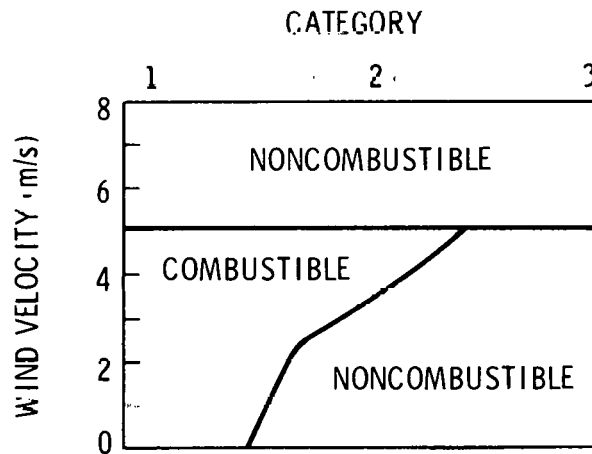 CATEGORY
1 2 3
8
NONCOMBUSTIBLE
6
COMBUSTIBLE
4
2
NONCOMBUSTIBLE
0
WIND VELOCITY · m/s)